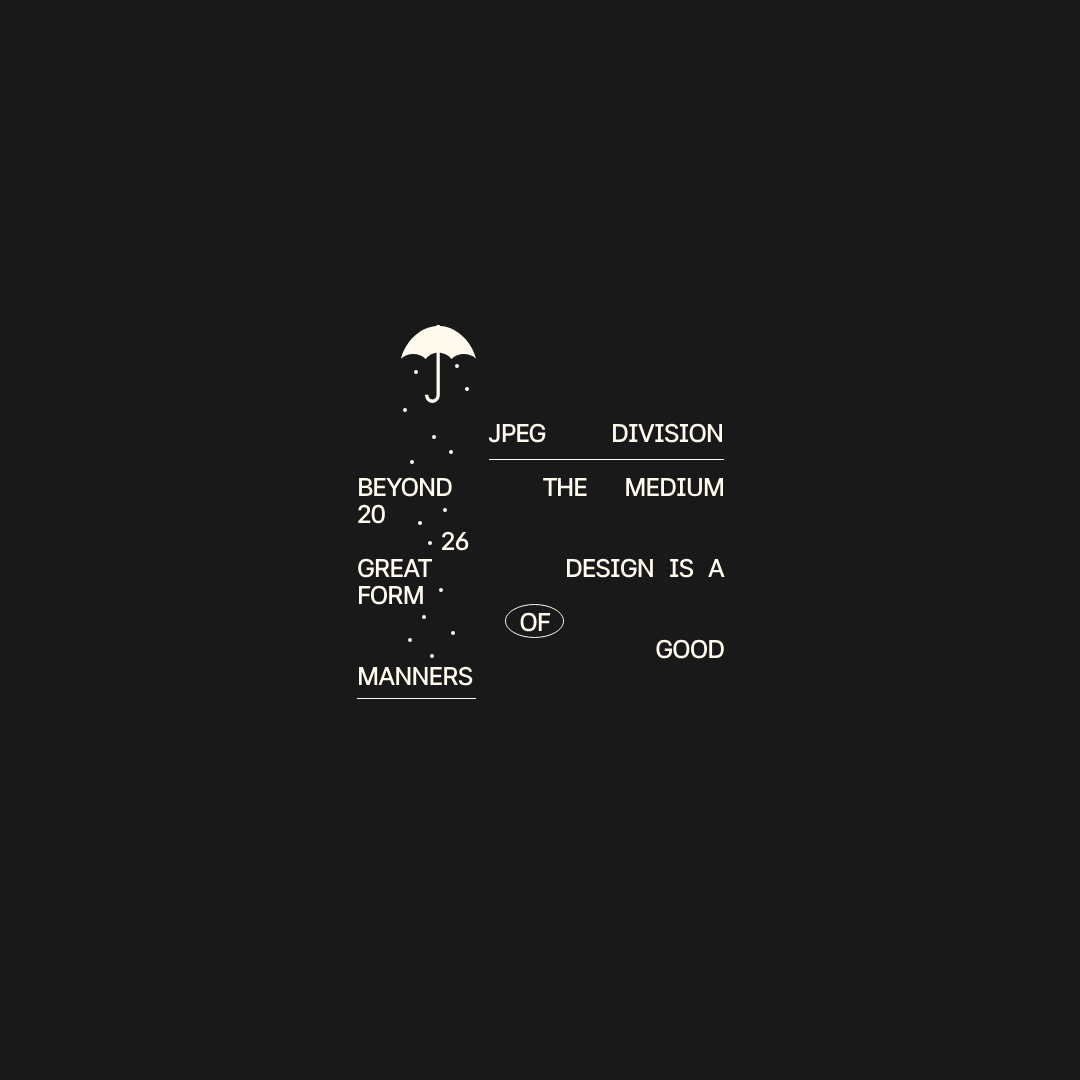 JPEG DIVISION
BEYOND THE MEDIUM
20
26
GREAT DESIGN IS A
FORM
OF
GOOD
MANNERS